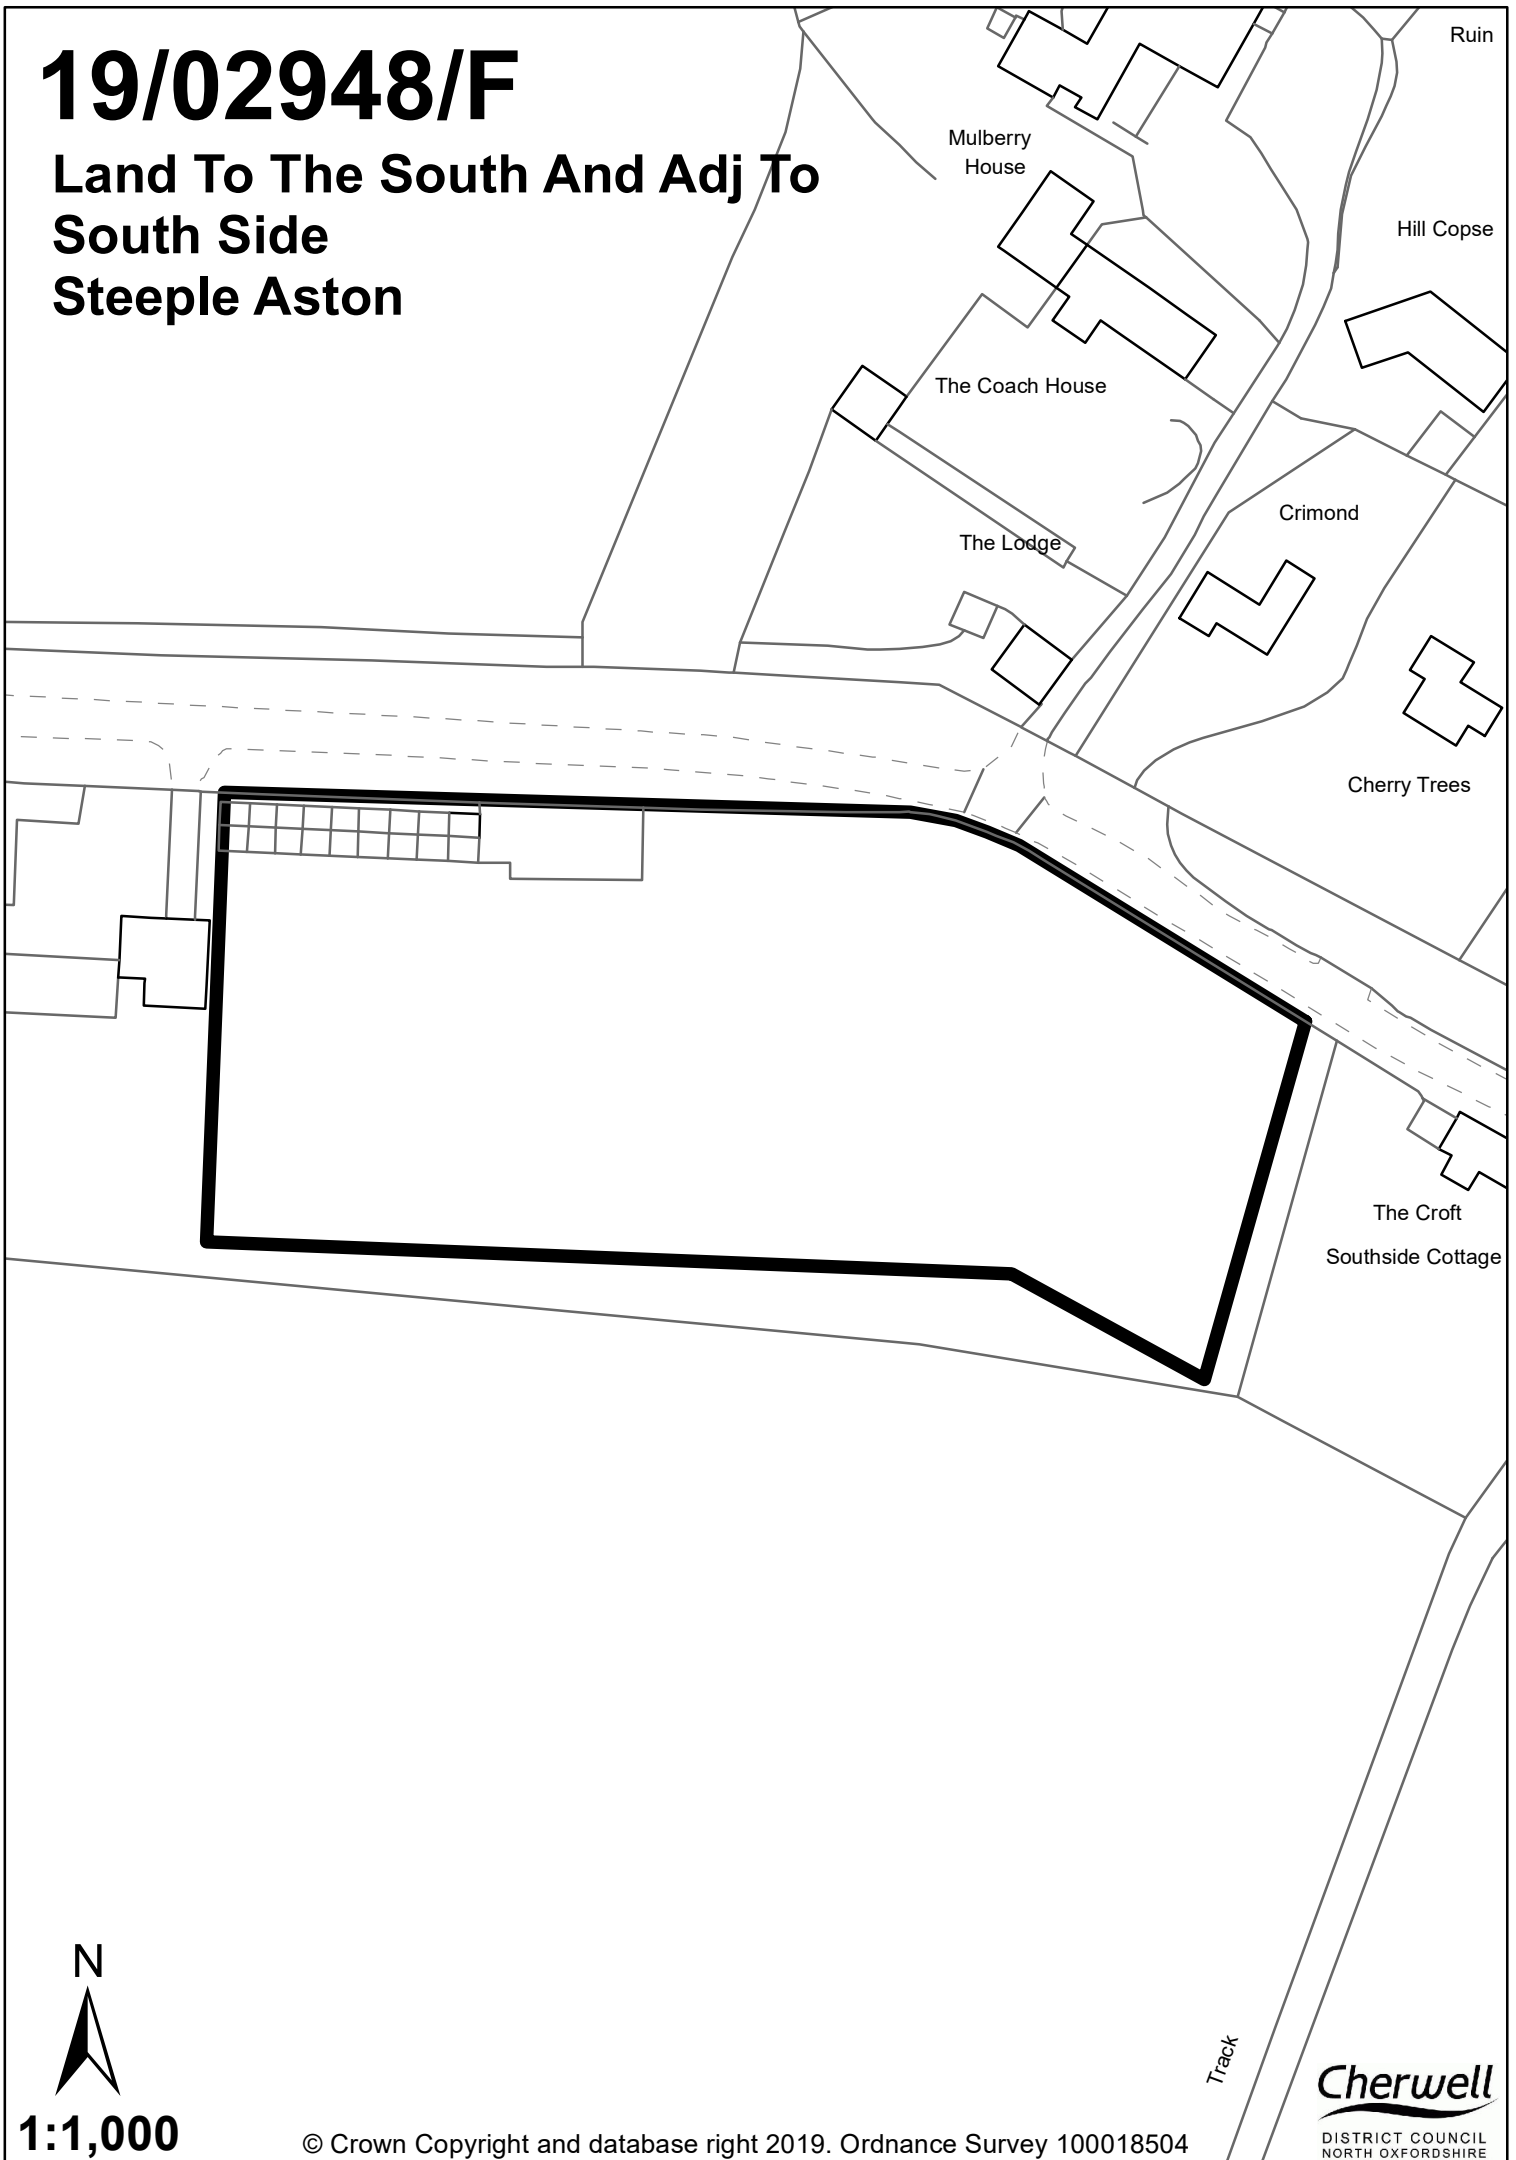 19/02948/F
Land To The South And Adj To
South Side
Steeple Aston
Ruin
Mulberry
House
Hill Copse
The Coach House
Crimond
The Lodge
Cherry Trees
The Croft
Southside Cottage
Track
N
1:1,000
© Crown Copyright and database right 2019. Ordnance Survey 100018504
Cherwell
DISTRICT COUNCIL
NORTH OXFORDSHIRE